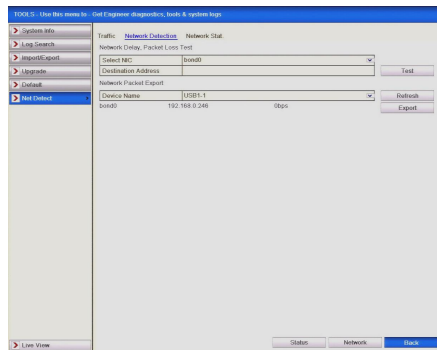 TOOLS - Use this menu to - Get Engineer diagnostics, tools & system logs
System Info
Log Search
Import/Export
Upgrade
Default
Net Detect
Traffic Network Detection Network Stat.
Network Delay, Packet Loss Test
Select NIC bond0
Destination Address Test
Network Packet Export
Device Name USB1-1 Refresh
bond0 192.168.0.246 0bps Export
Live View Status Network Back